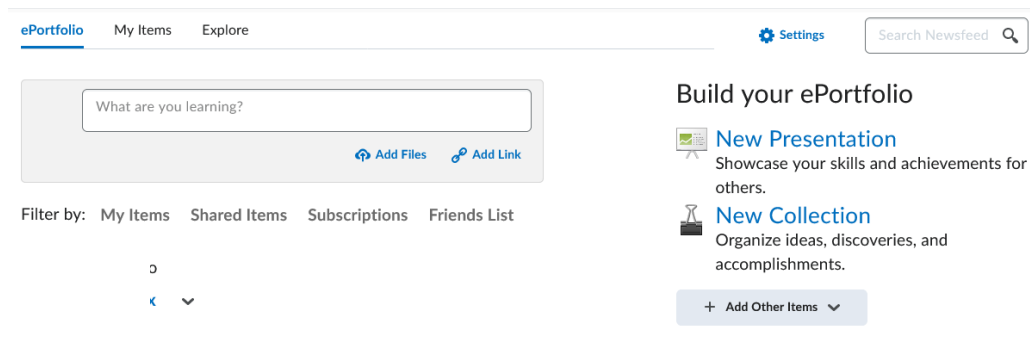 ePortfolio My Items Explore
Settings
Search Newsfeed
What are you learning?
Add Files Add Link
Filter by: My Items Shared Items Subscriptions Friends List
Build your ePortfolio
New Presentation
Showcase your skills and achievements for
others.
New Collection
Organize ideas, discoveries, and
accomplishments.
+ Add Other Items